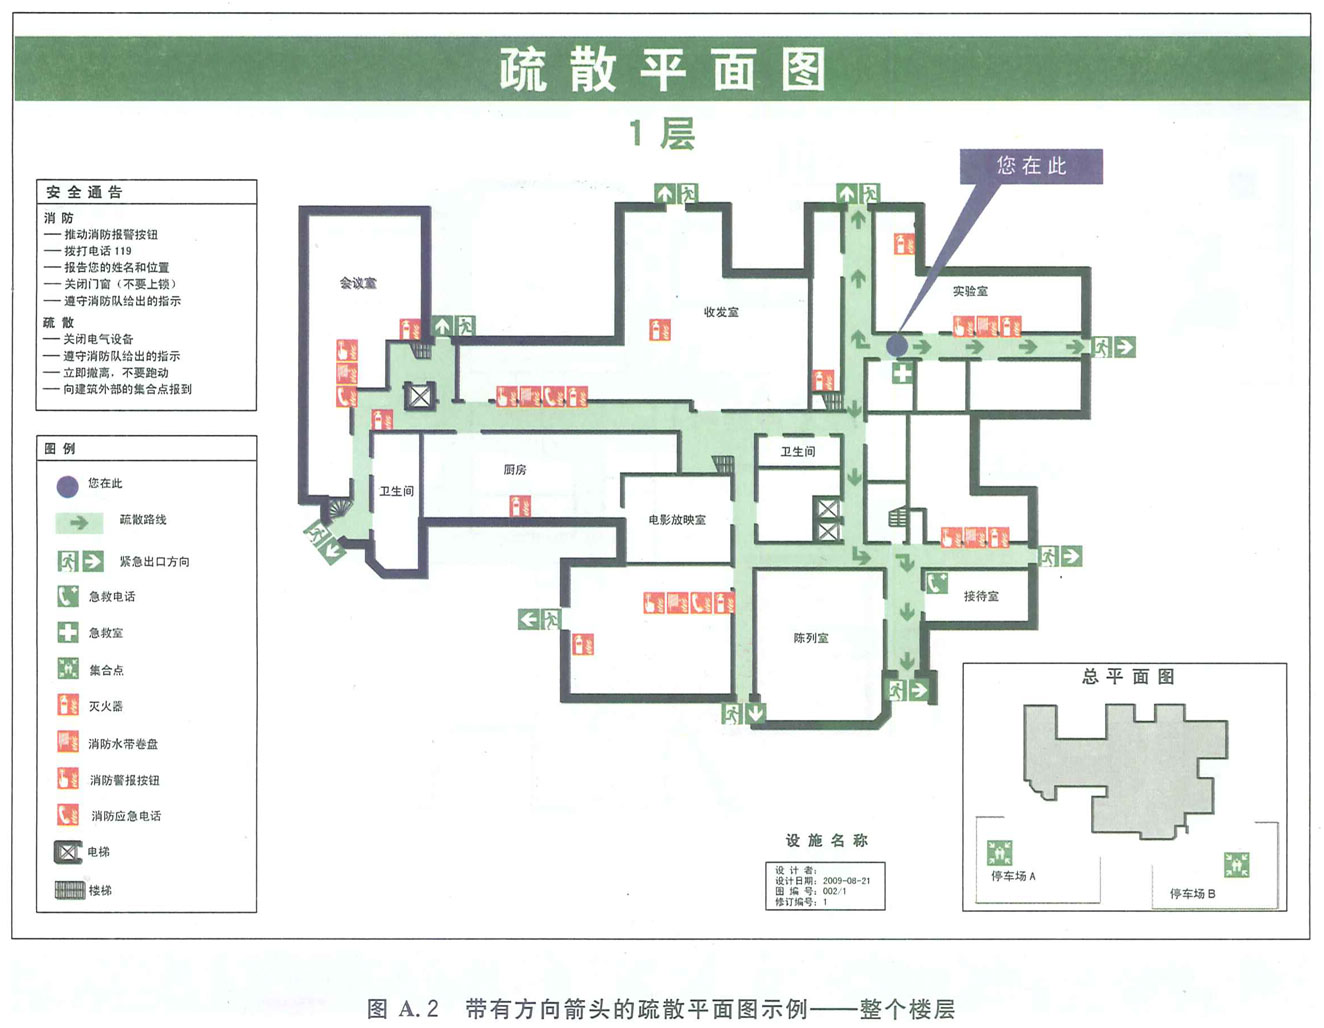 疏散平面图
1层
您在此
安全通告
消防
── 推动消防报警按钮
── 拨打电话 119
── 报告您的姓名和位置
── 关闭门窗（不要上锁）
── 遵守消防队给出的指示
疏散
── 关闭电气设备
── 遵守消防队给出的指示
── 立即撤离，不要跑动
── 向建筑外部的集合点报到
图例
您在此
疏散路线
紧急出口方向
急救电话
急救室
集合点
灭火器
消防水带卷盘
消防警报按钮
消防应急电话
电梯
楼梯
会议室
收发室
实验室
卫生间
厨房
卫生间
电影放映室
接待室
陈列室
总平面图
停车场 A
停车场 B
设施名称
设 计 者：
设计日期：2009-08-21
图 编 号：002/1
修订编号：1
图 A.2 带有方向箭头的疏散平面图示例——整个楼层